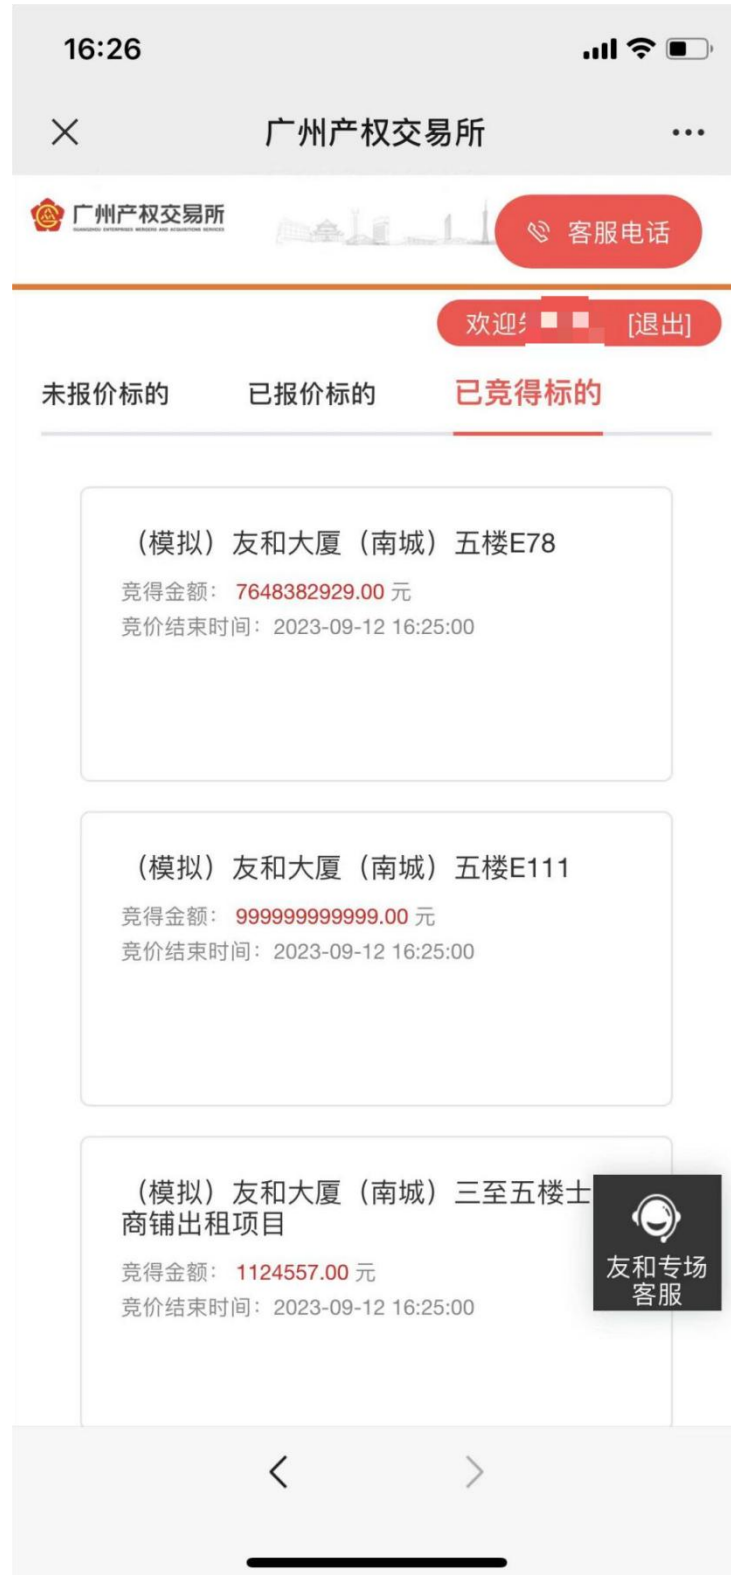 16:26
广州产权交易所
广州产权交易所
GUANGZHOU ENTERPRISES MERGERS AND ACQUISITIONS SERVICES
客服电话
欢迎 [退出]
未报价标的 已报价标的 已竞得标的
（模拟）友和大厦（南城）五楼E78
竞得金额：7648382929.00 元
竞价结束时间：2023-09-12 16:25:00
（模拟）友和大厦（南城）五楼E111
竞得金额：999999999999.00 元
竞价结束时间：2023-09-12 16:25:00
（模拟）友和大厦（南城）三至五楼士
商铺出租项目
竞得金额：1124557.00 元
竞价结束时间：2023-09-12 16:25:00
友和专场
客服